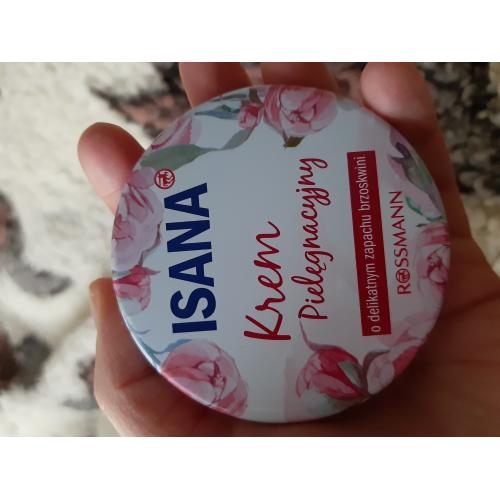 ISANA
Krem
Pielęgnacyjny
o delikatnym zapachu brzoskwini
ROSSMANN